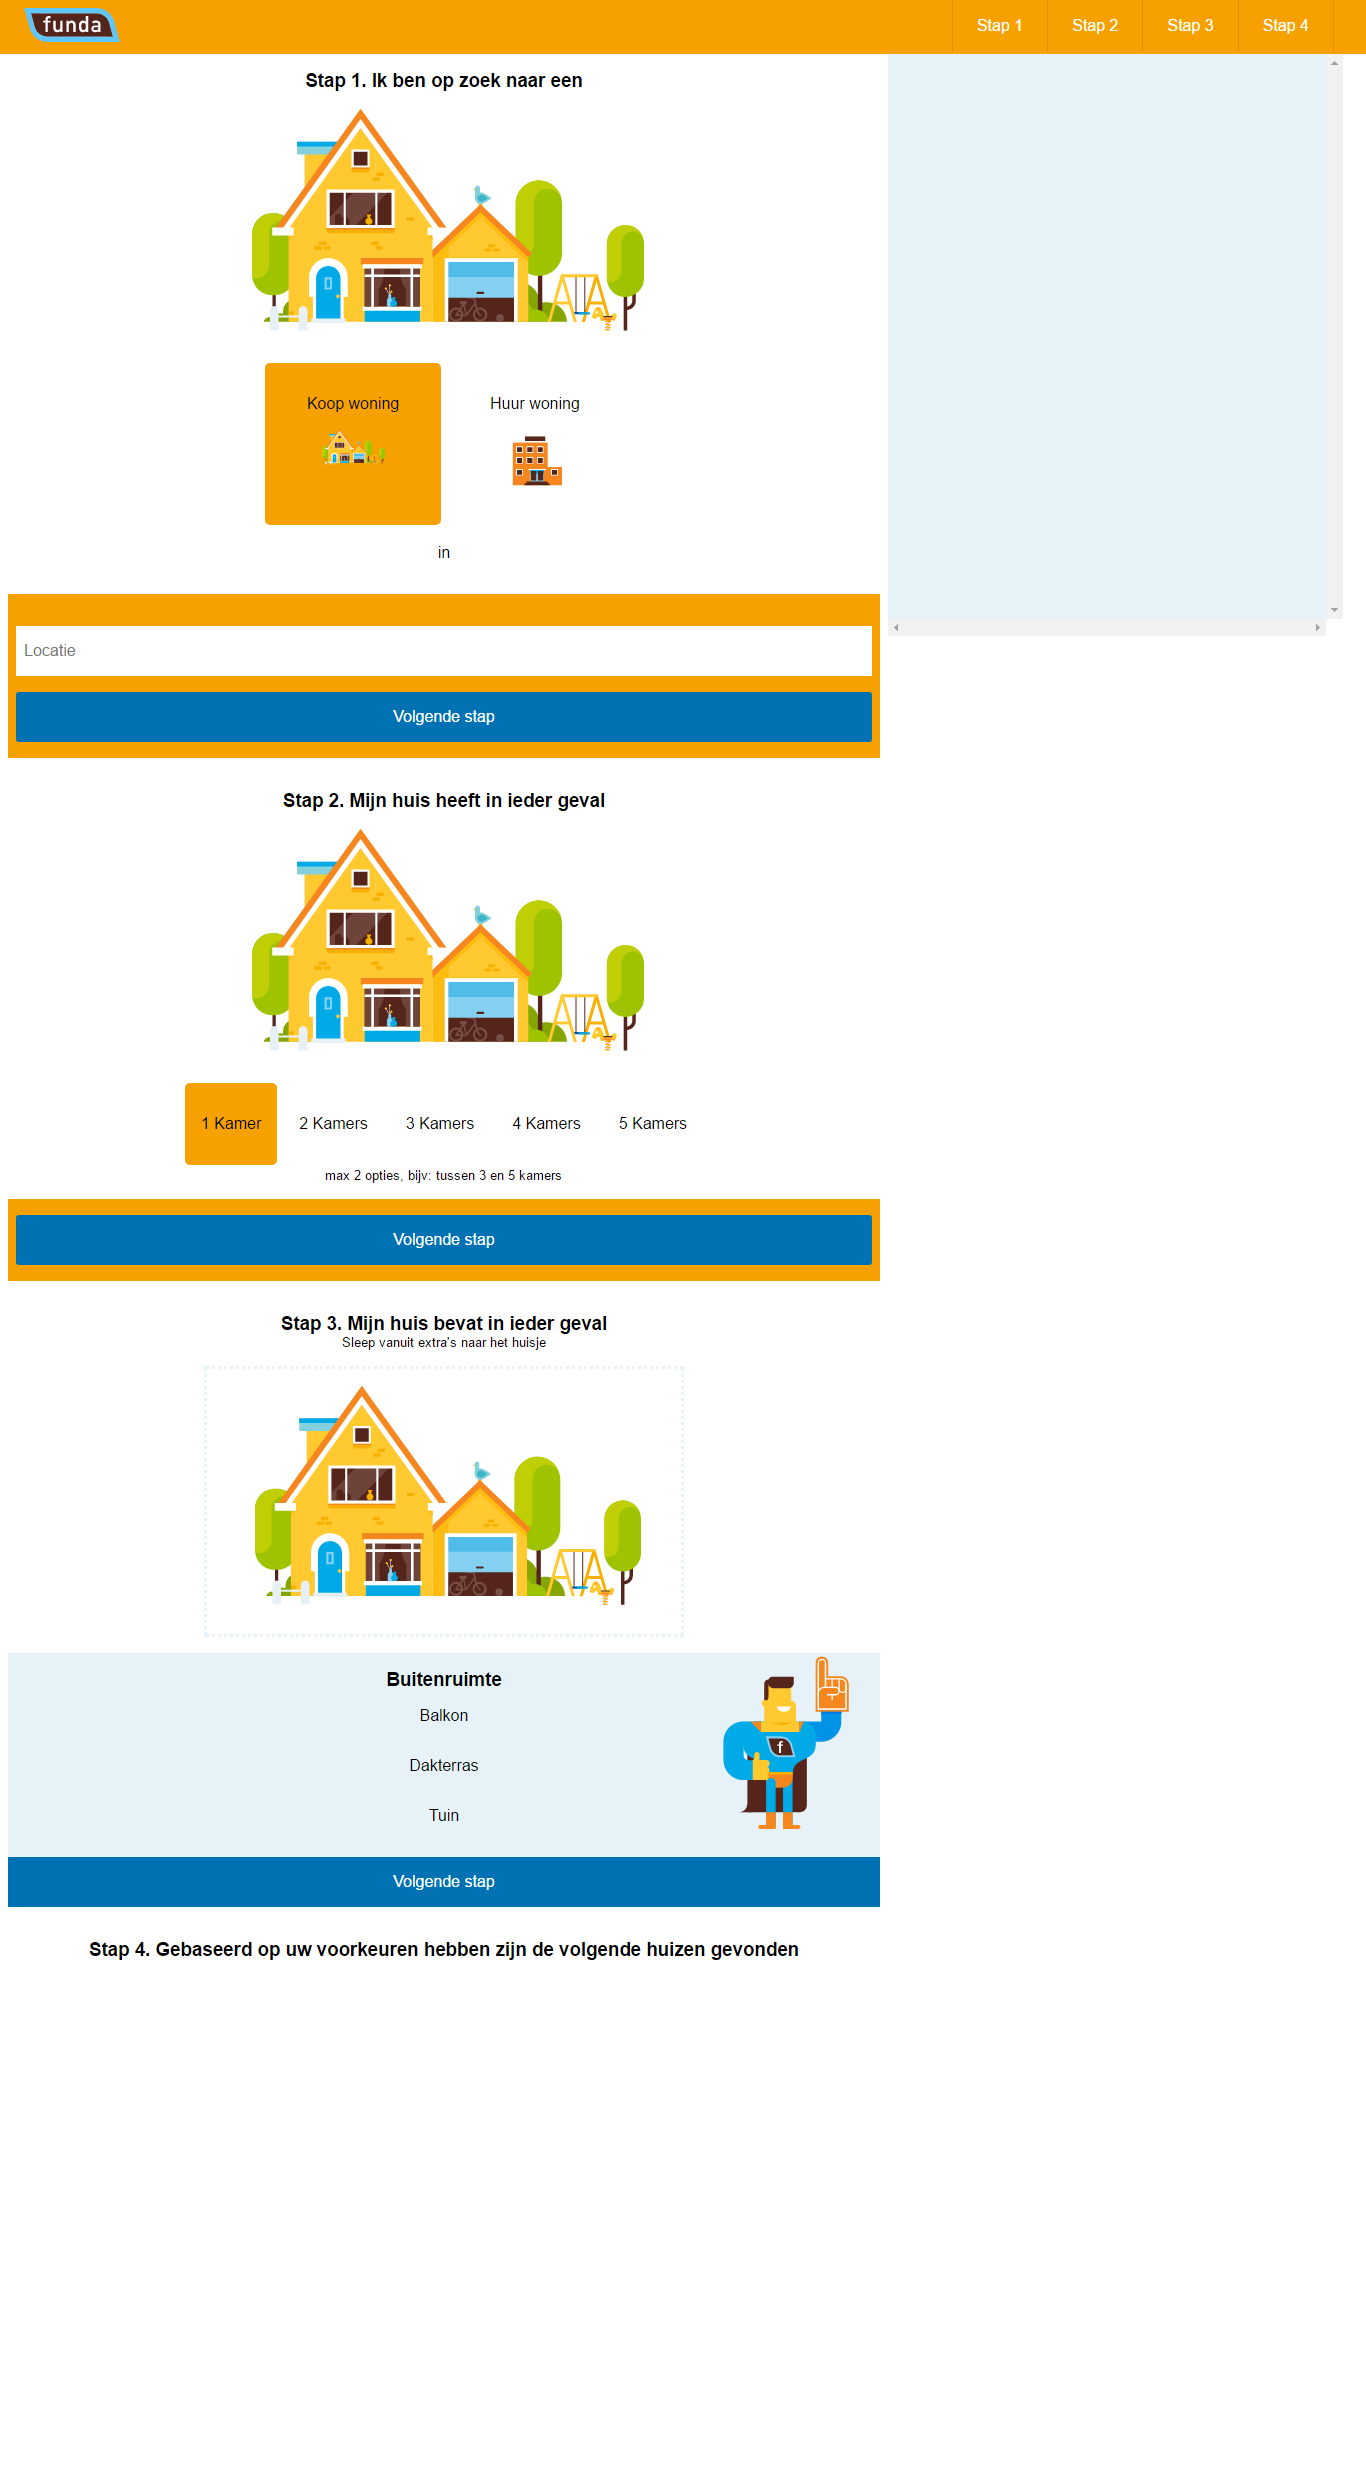 funda
Stap 1
Stap 2
Stap 3
Stap 4
Stap 1. Ik ben op zoek naar een
Koop woning
Huur woning
in
Locatie
Volgende stap
Stap 2. Mijn huis heeft in ieder geval
1 Kamer
2 Kamers
3 Kamers
4 Kamers
5 Kamers
max 2 opties, bijv: tussen 3 en 5 kamers
Volgende stap
Stap 3. Mijn huis bevat in ieder geval
Sleep vanuit extra's naar het huisje
Buitenruimte
Balkon
Dakterras
Tuin
f
Volgende stap
Stap 4. Gebaseerd op uw voorkeuren hebben zijn de volgende huizen gevonden